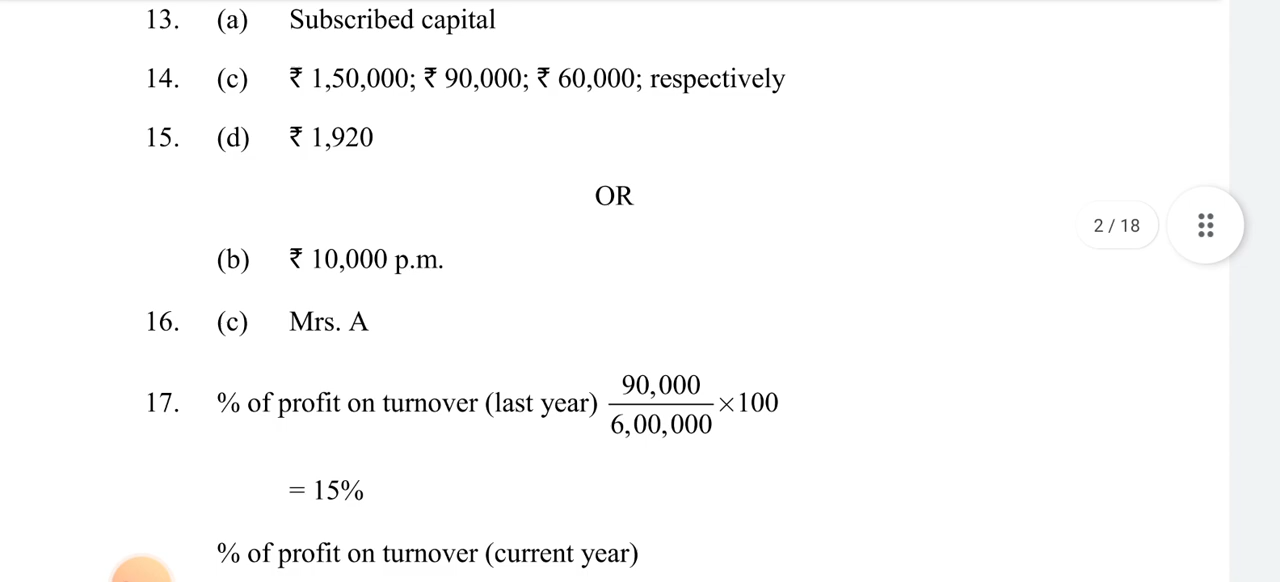 13. (a) Subscribed capital
14. (c) ₹ 1,50,000; ₹ 90,000; ₹ 60,000; respectively
15. (d) ₹ 1,920
OR
2 / 18
(b) ₹ 10,000 p.m.
16. (c) Mrs. A
17. % of profit on turnover (last year) 90,000/6,00,000 ×100
= 15%
% of profit on turnover (current year)